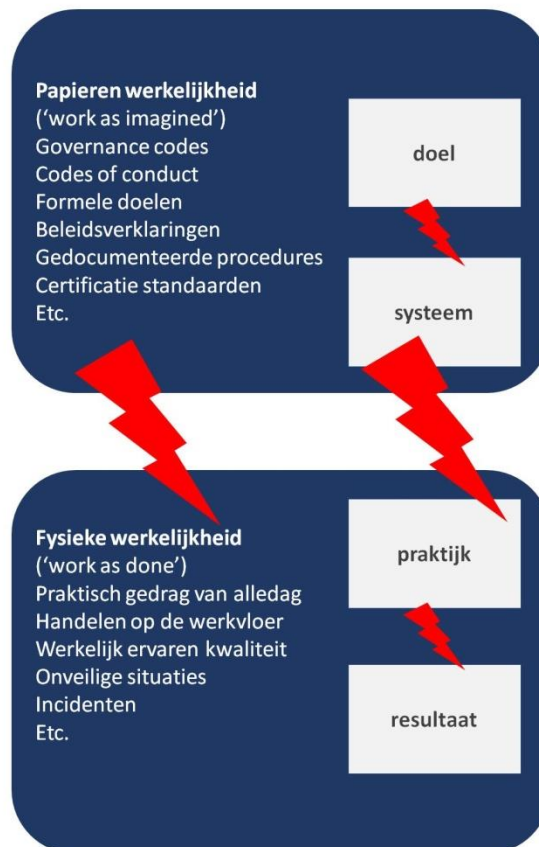 Papieren werkelijkheid
(‘work as imagined’)
Governance codes
Codes of conduct
Formele doelen
Beleidsverklaringen
Gedocumenteerde procedures
Certificatie standaarden
Etc.
doel
systeem
Fysieke werkelijkheid
(‘work as done’)
Praktisch gedrag van alledag
Handelen op de werkvloer
Werkelijk ervaren kwaliteit
Onveilige situaties
Incidenten
Etc.
praktijk
resultaat